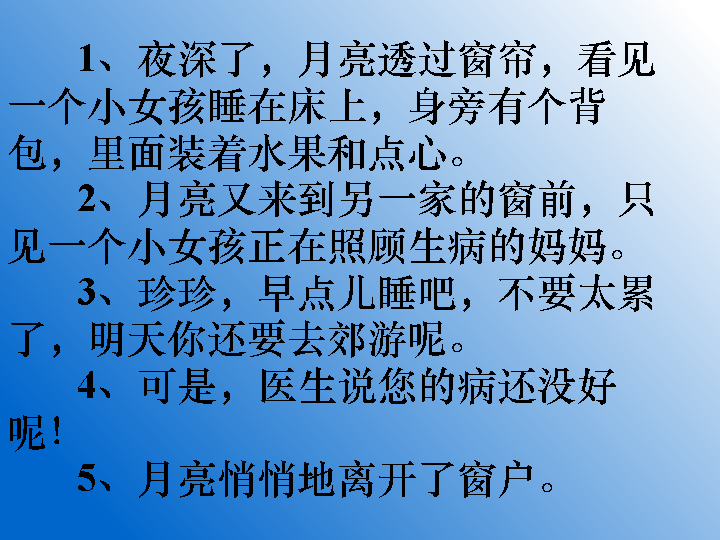 1、夜深了，月亮透过窗帘，看见
一个小女孩睡在床上，身旁有个背
包，里面装着水果和点心。
2、月亮又来到另一家的窗前，只
见一个小女孩正在照顾生病的妈妈。
3、珍珍，早点儿睡吧，不要太累
了，明天你还要去郊游呢。
4、可是，医生说您的病还没好
呢！
5、月亮悄悄地离开了窗户。